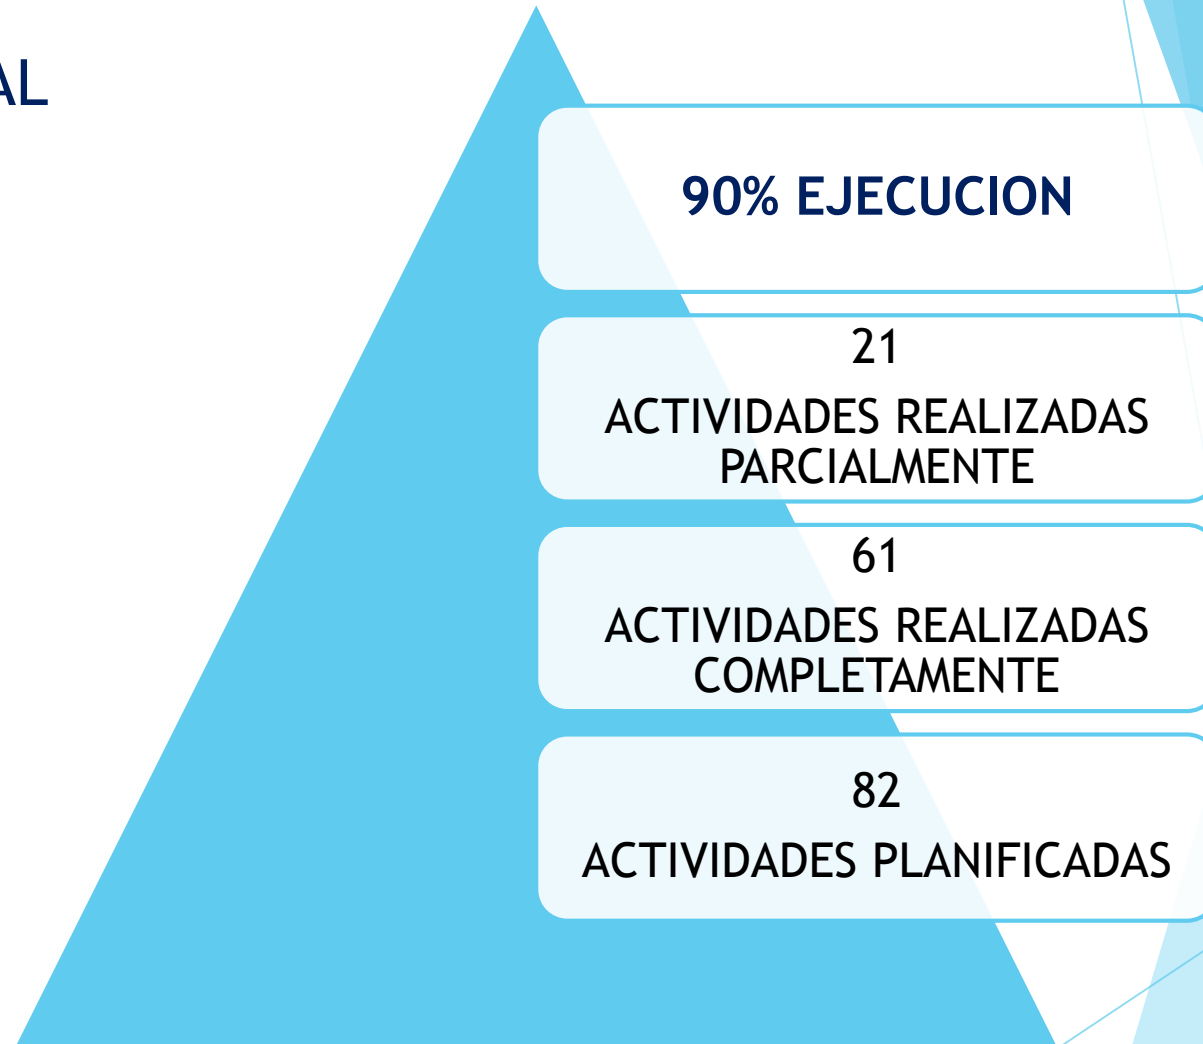 AL
90% EJECUCION
21
ACTIVIDADES REALIZADAS
PARCIALMENTE
61
ACTIVIDADES REALIZADAS
COMPLETAMENTE
82
ACTIVIDADES PLANIFICADAS